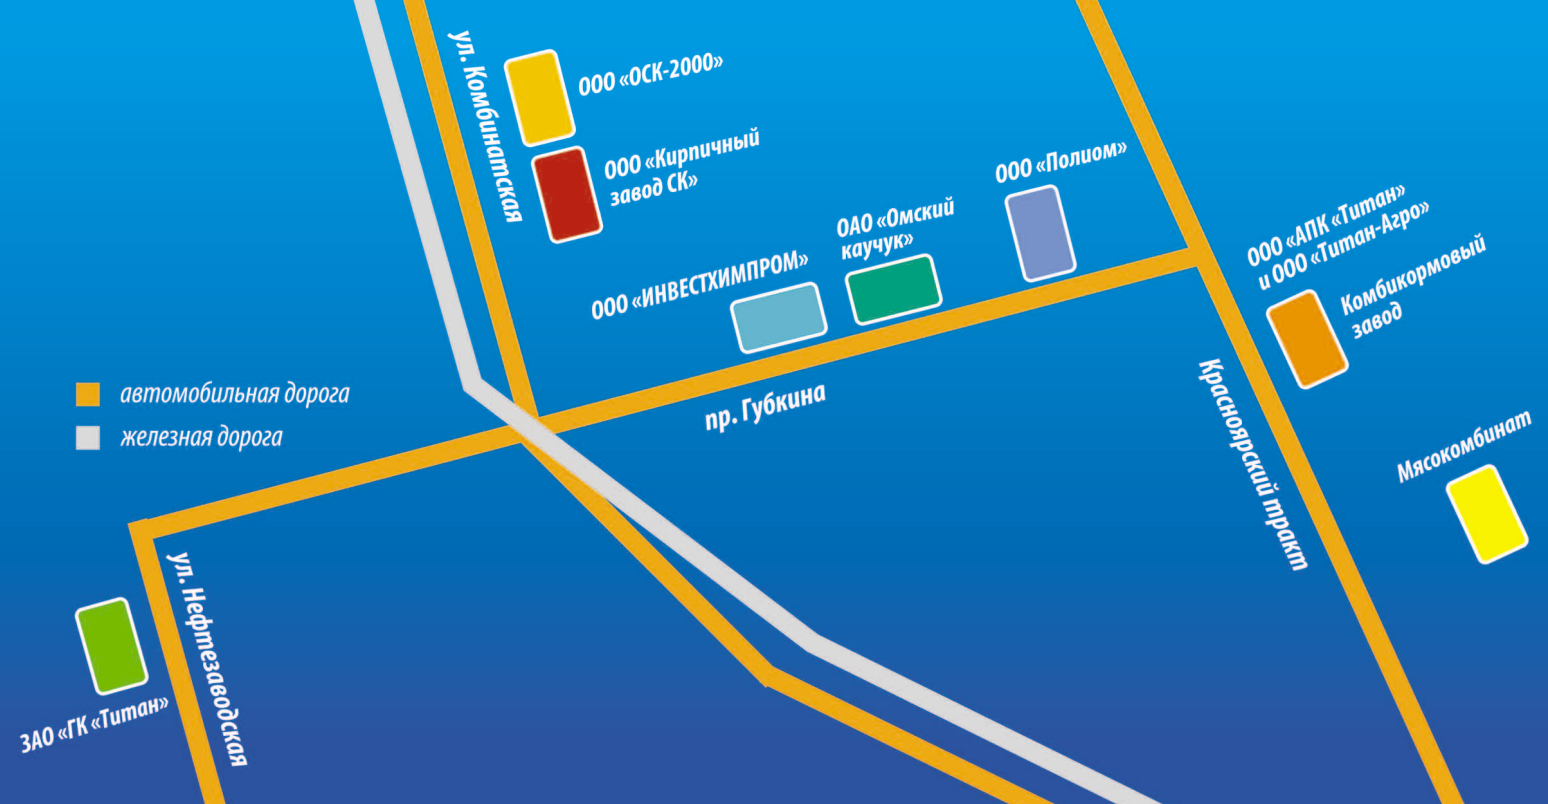 ул. Комбинатская
ООО «ОСК-2000»
ООО «Кирпичный
завод СК»
ООО «Полиом»
ОАО «Омский
каучук»
ООО «ИНВЕСТХИМПРОМ»
ООО «АПК «Титан»
и ООО «Титан-Агро»
Комбикормовый
завод
автомобильная дорога
железная дорога
пр. Губкина
Красноярский тракт
Мясокомбинат
ул. Нефтезаводская
ЗАО «ГК «Титан»